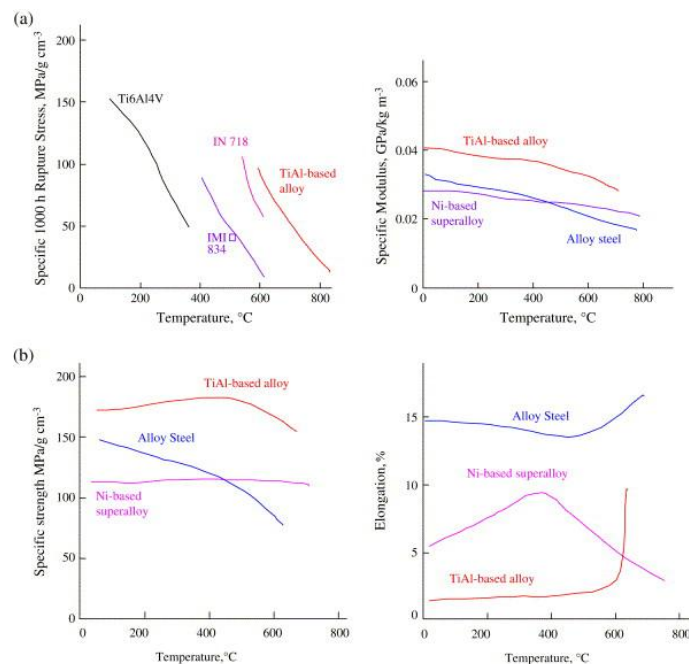 (a)
Specific 1000 h Rupture Stress, MPa/g cm-3
200
150
100
50
0
Ti6Al4V
IN 718
TiAl-based
alloy
IMI
834
0
200
400
600
800
Temperature, °C
Specific Modulus, GPa/kg m-3
0.06
0.04
0.02
0
TiAl-based alloy
Ni-based
superalloy
Alloy steel
0
200
400
600
800
Temperature, °C
(b)
Specific strength MPa/g cm-3
200
150
100
50
0
TiAl-based alloy
Alloy Steel
Ni-based
superalloy
0
200
400
600
800
Temperature,°C
Elongation, %
15
10
5
0
Alloy Steel
Ni-based superalloy
TiAl-based alloy
0
200
400
600
800
Temperature, °C